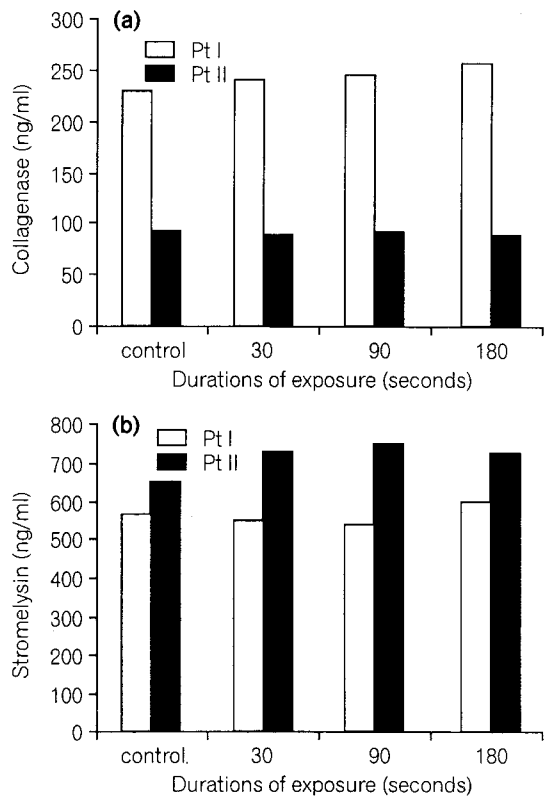 (a)
Pt I
Pt II
Collagenase (ng/ml)
300
250
200
150
100
50
0
control 30 90 180
Durations of exposure (seconds)
(b)
Pt I
Pt II
Stromelysin (ng/ml)
800
700
600
500
400
300
200
100
0
control. 30 90 180
Durations of exposure (seconds)